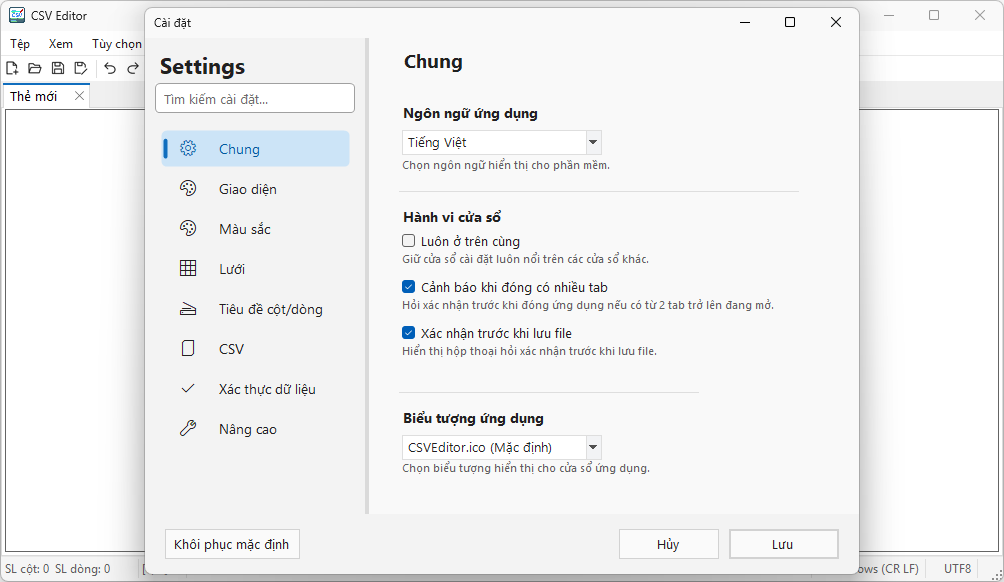 CSV Editor
Tệp Xem Tùy chọn
Thẻ mới
Cài đặt
Settings
Tìm kiếm cài đặt...
Chung
Giao diện
Màu sắc
Lưới
Tiêu đề cột/dòng
CSV
Xác thực dữ liệu
Nâng cao
Chung
Ngôn ngữ ứng dụng
Tiếng Việt
Chọn ngôn ngữ hiển thị cho phần mềm.
Hành vi cửa sổ
Luôn ở trên cùng
Giữ cửa sổ cài đặt luôn nổi trên các cửa sổ khác.
Cảnh báo khi đóng có nhiều tab
Hỏi xác nhận trước khi đóng ứng dụng nếu có từ 2 tab trở lên đang mở.
Xác nhận trước khi lưu file
Hiển thị hộp thoại hỏi xác nhận trước khi lưu file.
Biểu tượng ứng dụng
CSVEditor.ico (Mặc định)
Chọn biểu tượng hiển thị cho cửa sổ ứng dụng.
Khôi phục mặc định Hủy Lưu
SL cột: 0 SL dòng: 0 (CR LF) UTF8